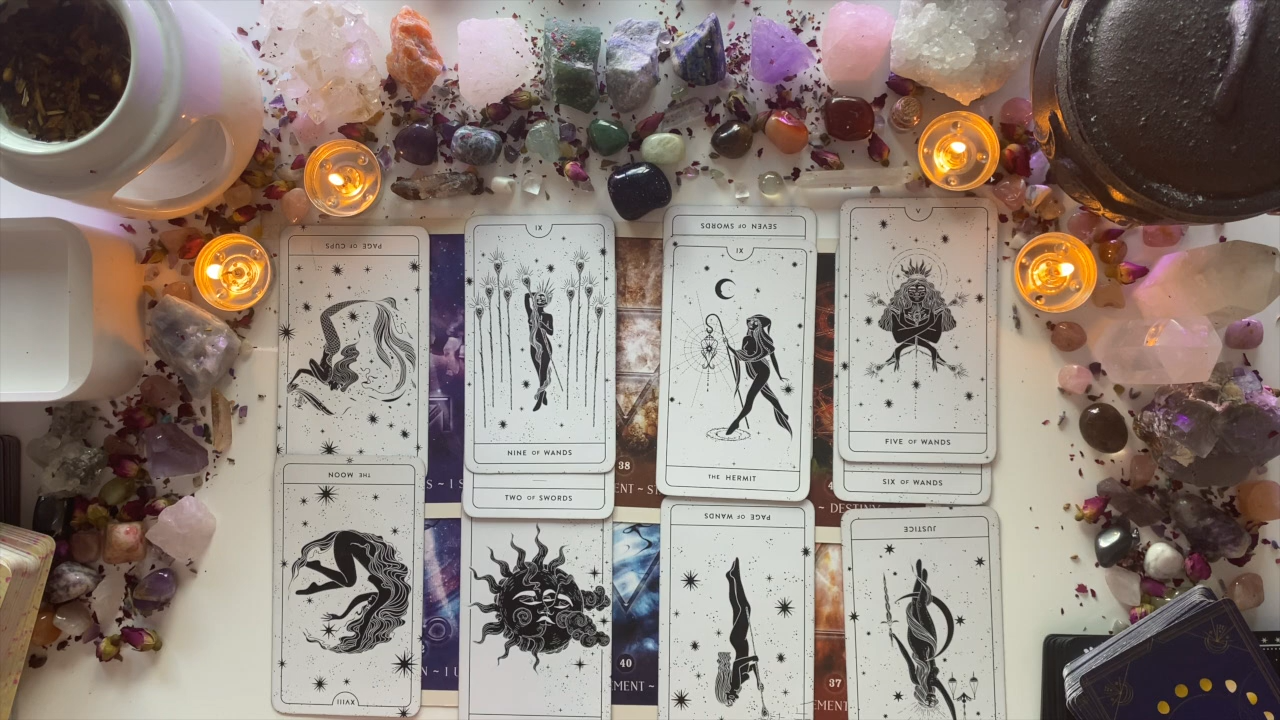 PAGE OF CUPS
IX
NINE OF WANDS
TWO OF SWORDS
SEVEN OF SWORDS
XI
THE HERMIT
V
FIVE OF WANDS
SIX OF WANDS
38
~ DESTINY
THE MOON
XVIII
PAGE OF WANDS
JUSTICE
40
37